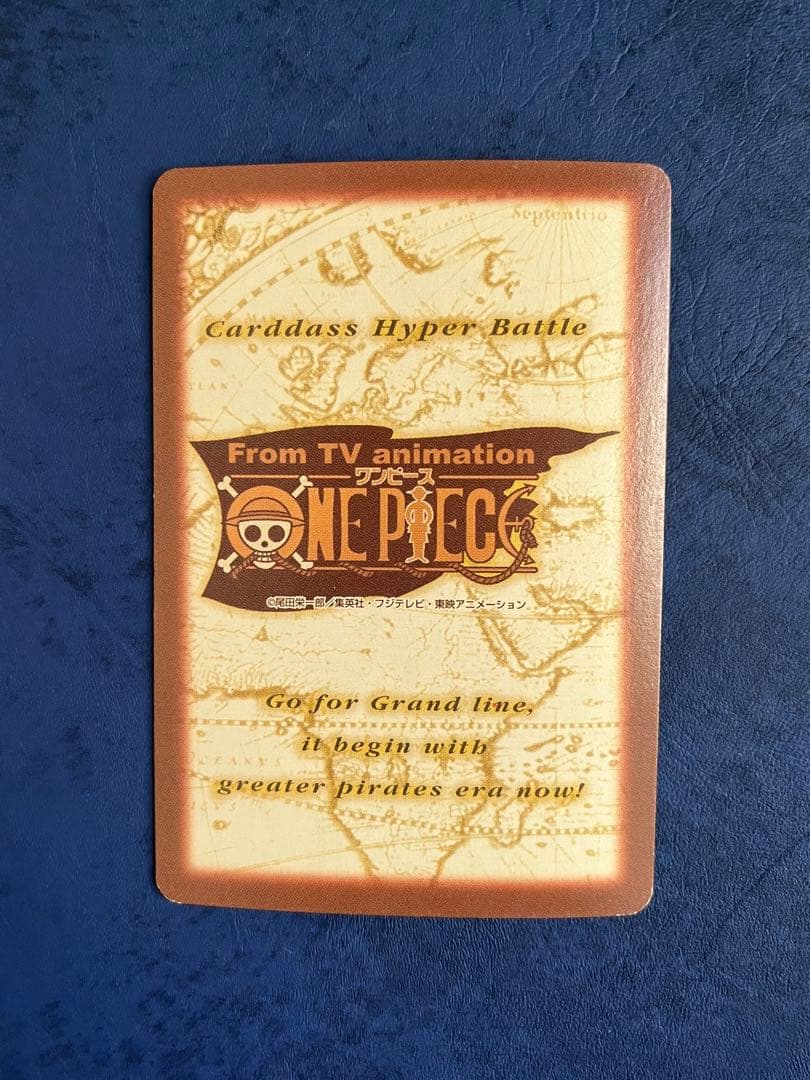 Septentrio
Carddass Hyper Battle
From TV animation
ワンピース
ONE PIECE
©尾田栄一郎／集英社・フジテレビ・東映アニメーション
Go for Grand line,
it begin with
greater pirates era now!